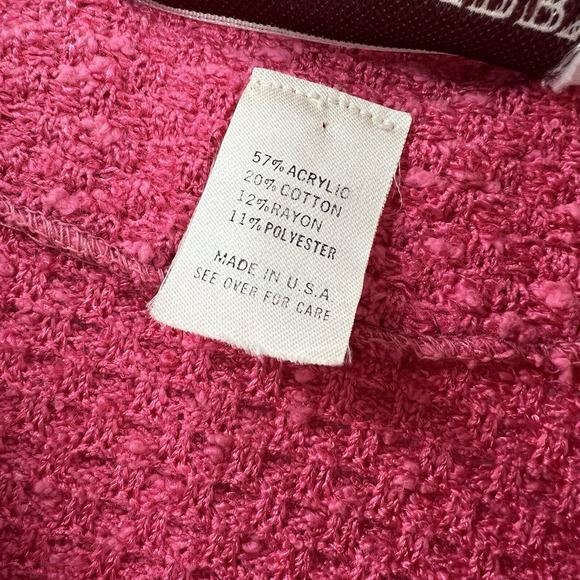 57% ACRYLIC
20% COTTON
12% RAYON
11% POLYESTER
MADE IN U.S.A
SEE OVER FOR CARE